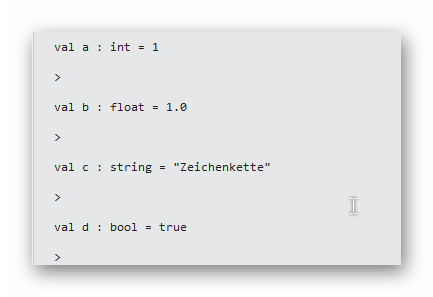 val a : int = 1
>
val b : float = 1.0
>
val c : string = "Zeichenkette"
>
val d : bool = true
>